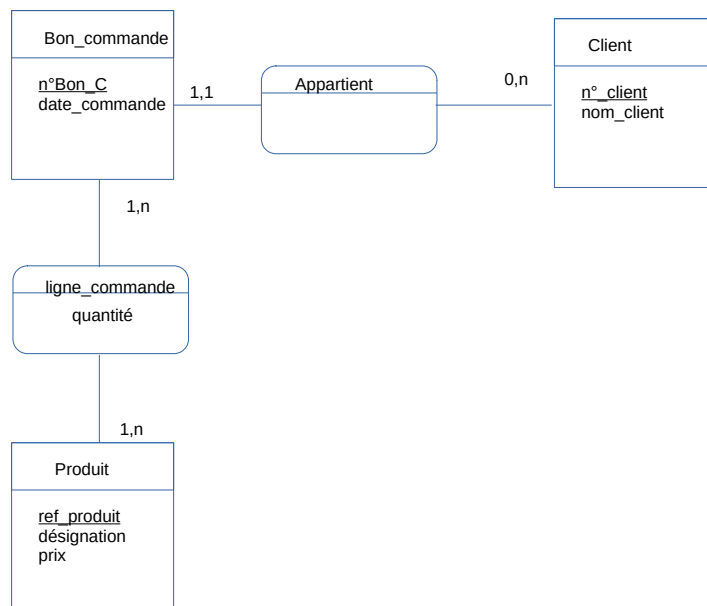 Bon_commande
n°Bon_C
date_commande
1,1
Appartient
0,n
Client
n°_client
nom_client
1,n
ligne_commande
quantité
1,n
Produit
ref_produit
désignation
prix